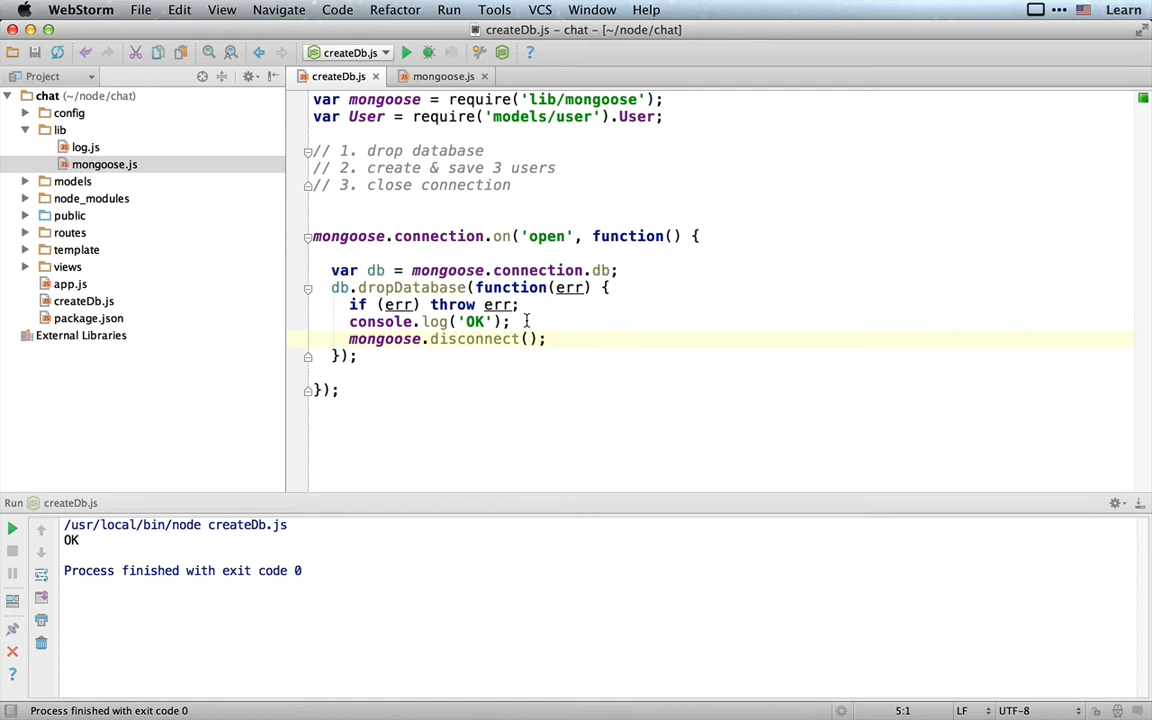 WebStorm File Edit View Navigate Code Refactor Run Tools VCS Window Help Learn
createDb.js – chat - [~/node/chat]
createDb.js
Project
createDb.js mongoose.js
chat (~/node/chat)
config
lib
log.js
mongoose.js
models
node_modules
public
routes
template
views
app.js
createDb.js
package.json
External Libraries
var mongoose = require('lib/mongoose');
var User = require('models/user').User;
// 1. drop database
// 2. create & save 3 users
// 3. close connection
mongoose.connection.on('open', function() {
var db = mongoose.connection.db;
db.dropDatabase(function(err) {
if (err) throw err;
console.log('OK');
mongoose.disconnect();
});
});
Run createDb.js
/usr/local/bin/node createDb.js
OK
Process finished with exit code 0
Process finished with exit code 0 5:1 LF UTF-8